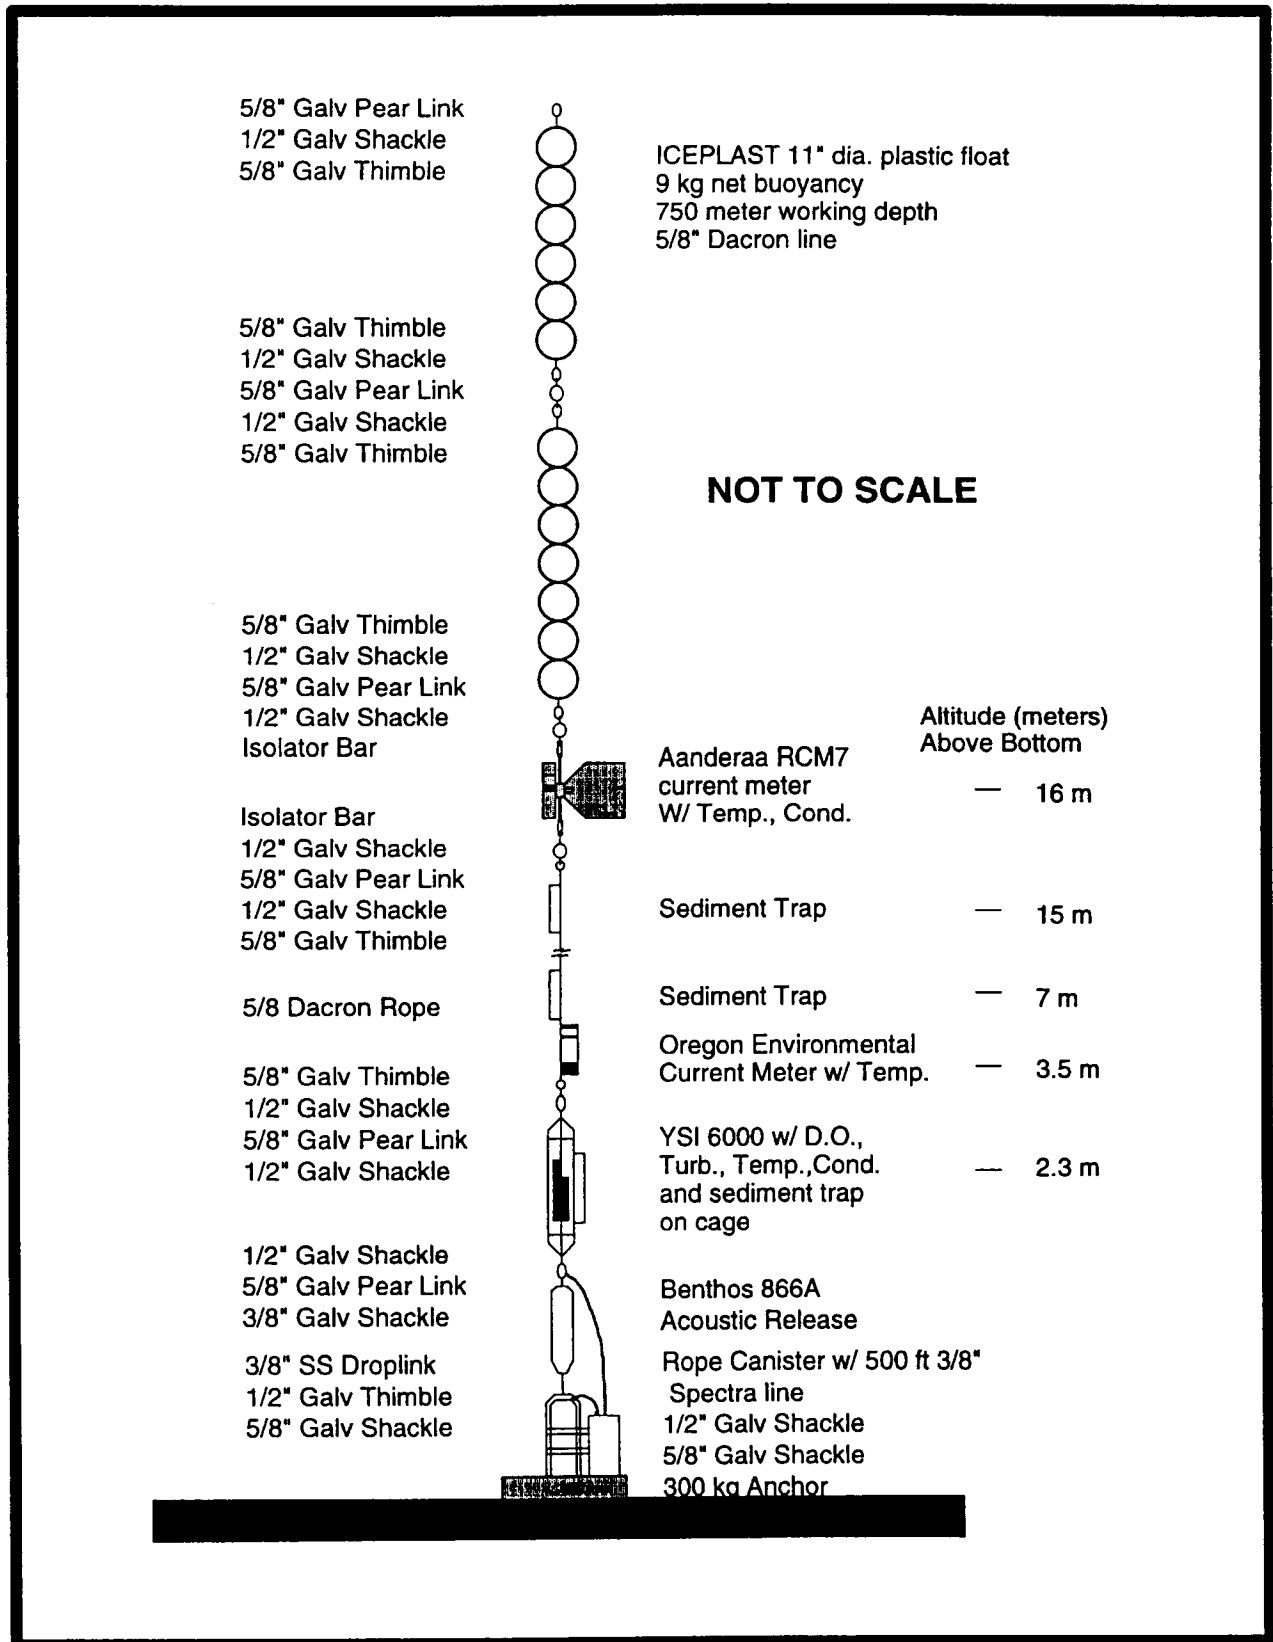 5/8" Galv Pear Link
1/2" Galv Shackle
5/8" Galv Thimble
ICEPLAST 11" dia. plastic float
9 kg net buoyancy
750 meter working depth
5/8" Dacron line
5/8" Galv Thimble
1/2" Galv Shackle
5/8" Galv Pear Link
1/2" Galv Shackle
5/8" Galv Thimble
NOT TO SCALE
5/8" Galv Thimble
1/2" Galv Shackle
5/8" Galv Pear Link
1/2" Galv Shackle
Isolator Bar
Altitude (meters)
Above Bottom
Aanderaa RCM7
current meter
W/ Temp., Cond.
— 16 m
Isolator Bar
1/2" Galv Shackle
5/8" Galv Pear Link
1/2" Galv Shackle
5/8" Galv Thimble
Sediment Trap — 15 m
5/8 Dacron Rope
Sediment Trap — 7 m
Oregon Environmental
Current Meter w/ Temp. — 3.5 m
5/8" Galv Thimble
1/2" Galv Shackle
5/8" Galv Pear Link
1/2" Galv Shackle
YSI 6000 w/ D.O.,
Turb., Temp.,Cond.
and sediment trap
on cage
— 2.3 m
1/2" Galv Shackle
5/8" Galv Pear Link
3/8" Galv Shackle
Benthos 866A
Acoustic Release
3/8" SS Droplink
1/2" Galv Thimble
5/8" Galv Shackle
Rope Canister w/ 500 ft 3/8"
Spectra line
1/2" Galv Shackle
5/8" Galv Shackle
300 kg Anchor